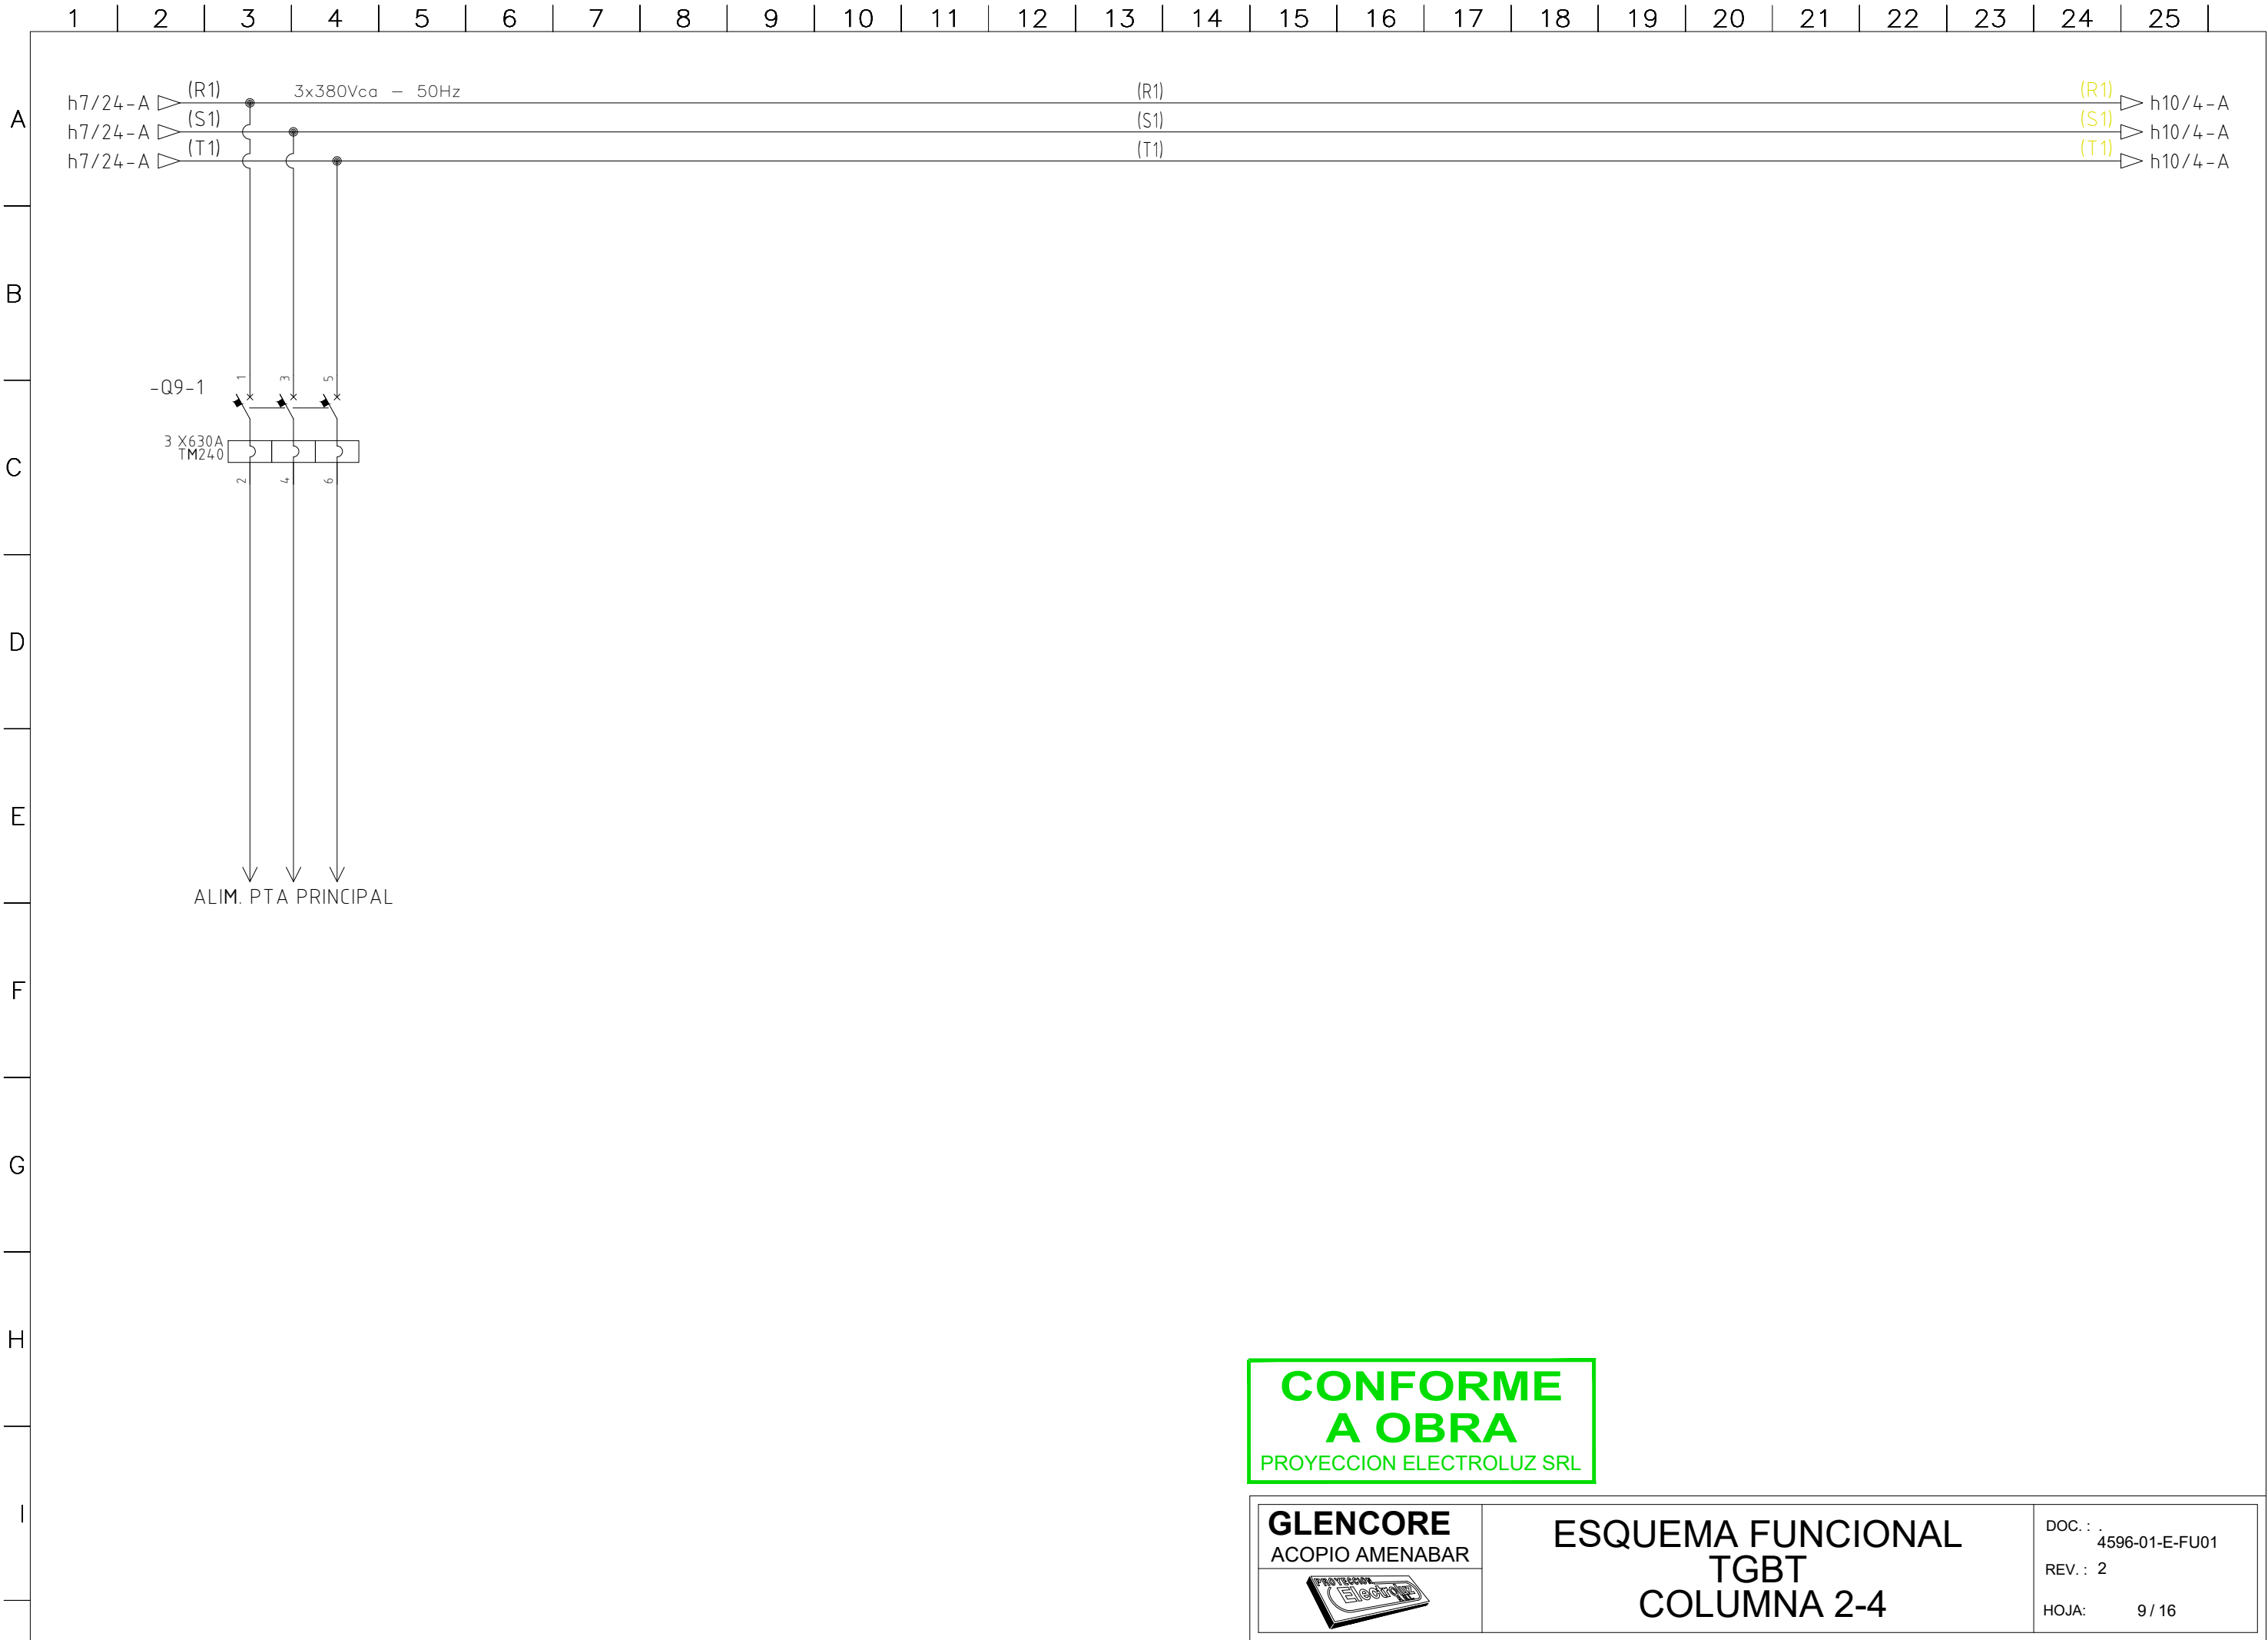 1 2 3 4 5 6 7 8 9 10 11 12 13 14 15 16 17 18 19 20 21 22 23 24 25
A
h7/24-A (R1) 3x380Vca – 50Hz (R1) (R1) h10/4-A
h7/24-A (S1) (S1) (S1) h10/4-A
h7/24-A (T1) (T1) (T1) h10/4-A
B
-Q9-1 1 3 5
3 X630A
TM240
C
2 4 6
D
E
ALIM. PTA PRINCIPAL
F
G
H
CONFORME
A OBRA
PROYECCION ELECTROLUZ SRL
I
GLENCORE
ACOPIO AMENABAR
PROYECCION
Electroluz
SRL
ESQUEMA FUNCIONAL
TGBT
COLUMNA 2-4
DOC. : .
4596-01-E-FU01
REV. : 2
HOJA: 9 / 16